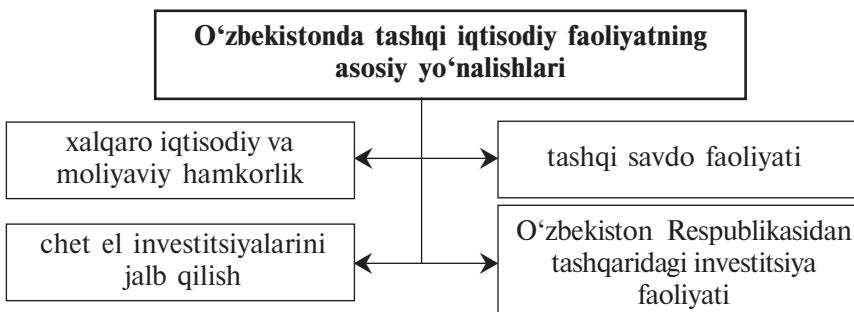 O‘zbekistonda tashqi iqtisodiy faoliyatning
asosiy yo‘nalishlari
xalqaro iqtisodiy va
moliyaviy hamkorlik
tashqi savdo faoliyati
chet el investitsiyalarini
jalb qilish
O‘zbekiston Respublikasidan
tashqaridagi investitsiya
faoliyati